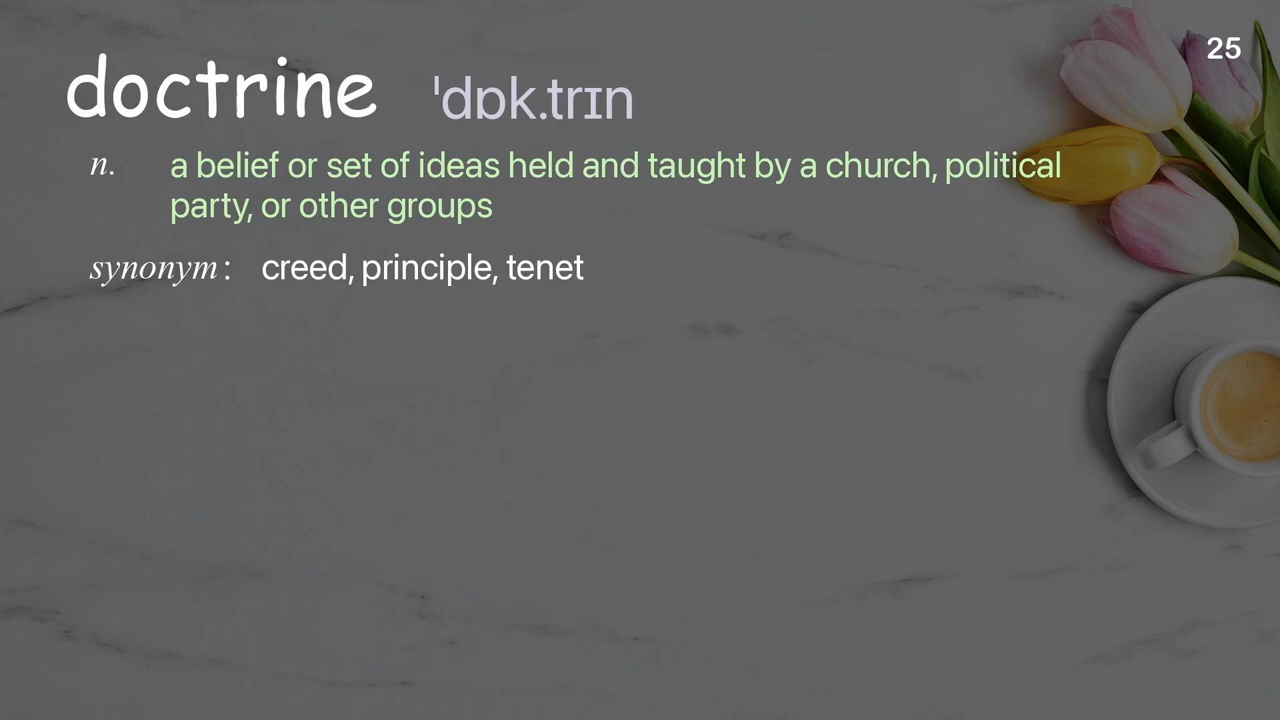 25
doctrine ˈdɒk.trɪn
n. a belief or set of ideas held and taught by a church, political
party, or other groups
synonym: creed, principle, tenet